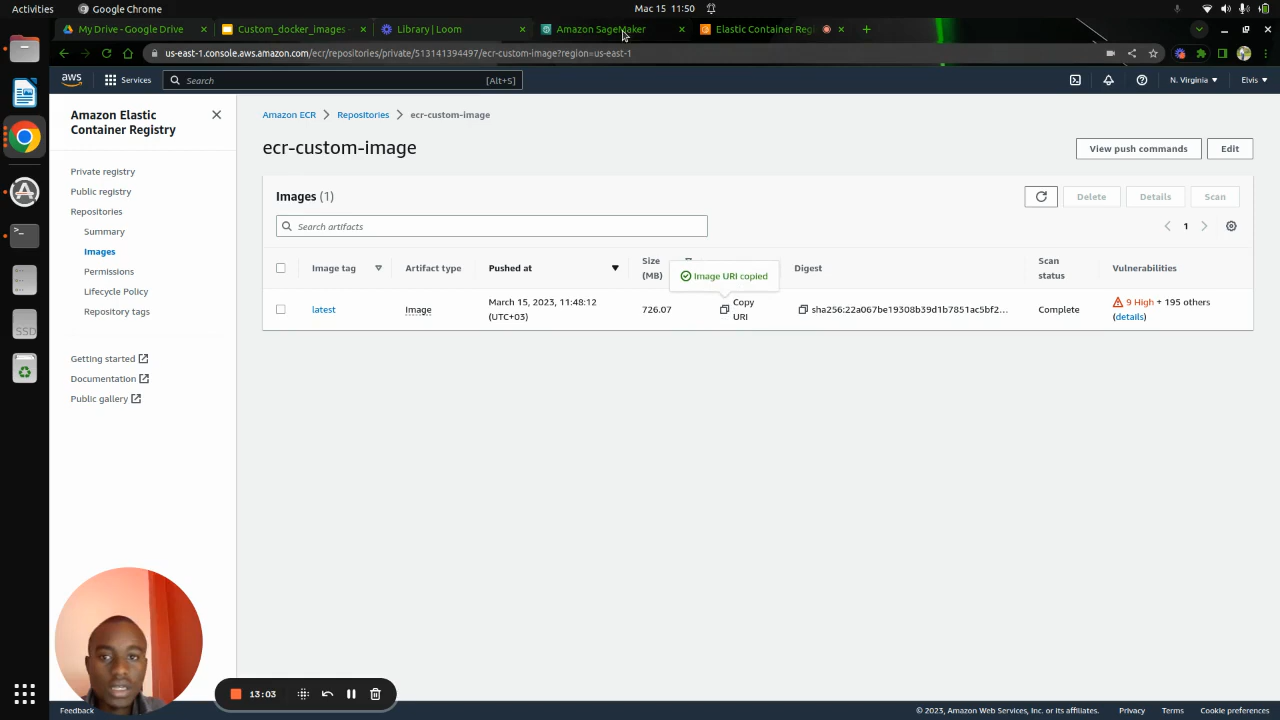 Activities
Google Chrome
Mac 15 11:50
My Drive - Google Drive
Custom_docker_images -
Library | Loom
Amazon SageMaker
Elastic Container Regi
us-east-1.console.aws.amazon.com/ecr/repositories/private/513141394497/ecr-custom-image?region=us-east-1
aws
Services
Search
[Alt+S]
N. Virginia
Elvis
Amazon Elastic
Container Registry
Private registry
Public registry
Repositories
Summary
Images
Permissions
Lifecycle Policy
Repository tags
Getting started
Documentation
Public gallery
Amazon ECR
Repositories
ecr-custom-image
ecr-custom-image
View push commands
Edit
Images (1)
Delete
Details
Scan
Search artifacts
1
Image tag
Artifact type
Pushed at
Size
(MB)
Image URI copied
Digest
Scan
status
Vulnerabilities
latest
Image
March 15, 2023, 11:48:12
(UTC+03)
726.07
Copy
URI
sha256:22a067be19308b39d1b7851ac5bf2...
Complete
9 High + 195 others
(details)
SSD
13:03
Feedback
© 2023, Amazon Web Services, Inc. or its affiliates.
Privacy
Terms
Cookie preferences